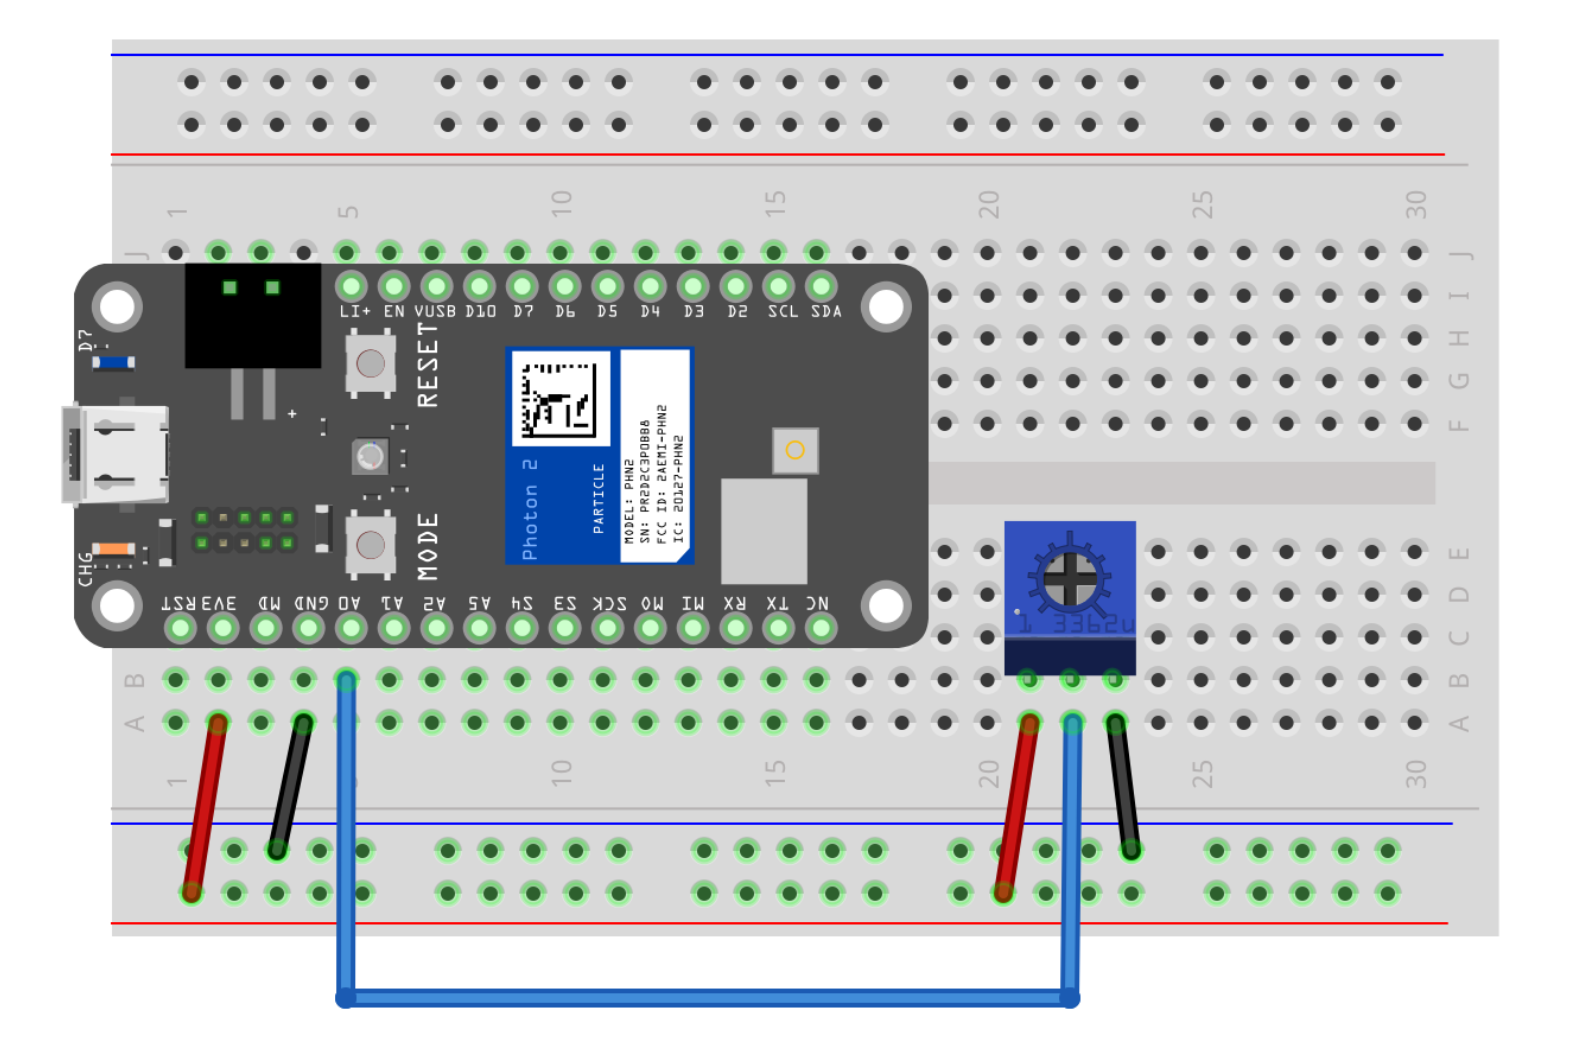 1 5 10 15 20 25 30
J J
I
H
G
F
E
D
C
B B
A A
LI+ EN VUSB D10 D7 D6 D5 D4 D3 D2 SCL SDA
D7
RESET
+
Photon 2
PARTICLE
MODEL: PHN2
SN: PR2D2C3P0BB8
FCC ID: 2AEMI-PHN2
IC: 20127-PHN2
MODE
CHG
RST 3V3 MD GND A0 A1 A2 A5 S4 S3 SCK MO MI RX TX NC
1 3362u
1 10 15 20 25 30